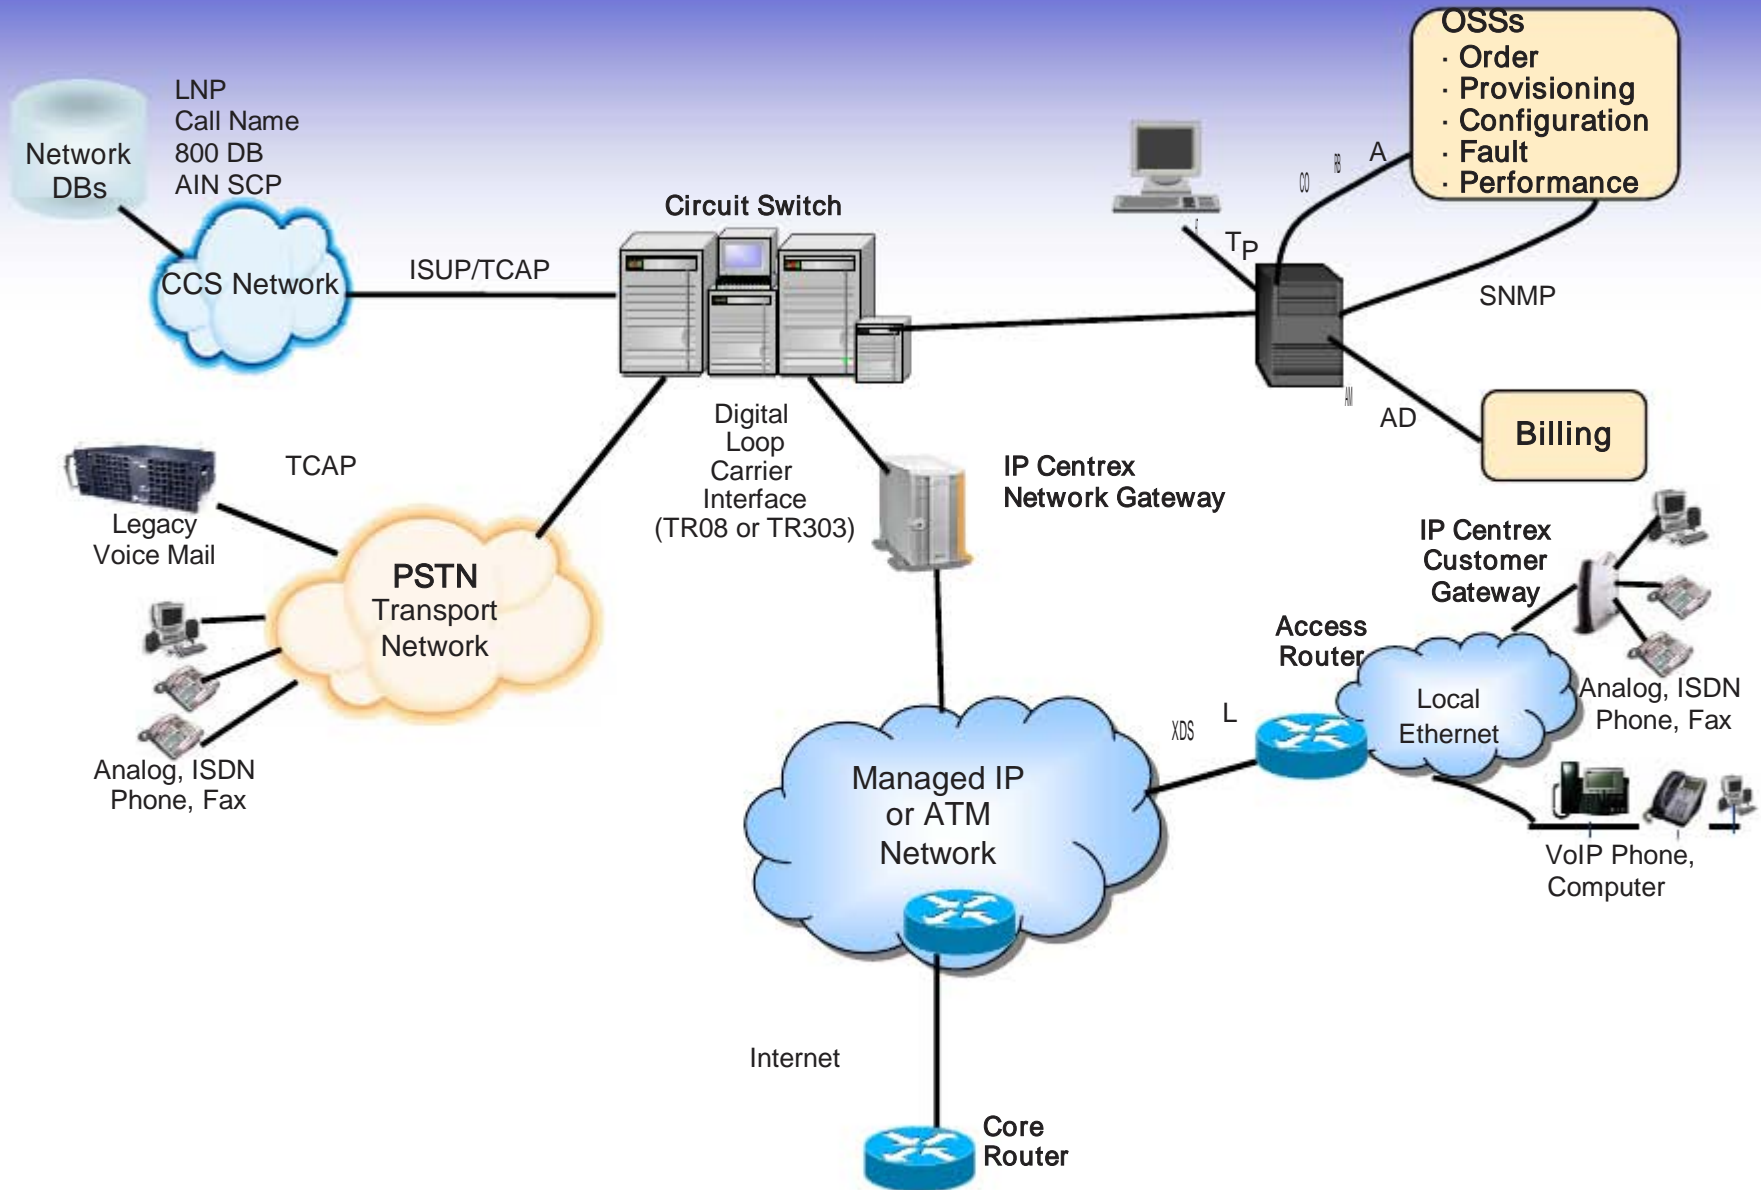 OSSs
· Order
· Provisioning
· Configuration
· Fault
· Performance
LNP
Call Name
800 DB
AIN SCP
Network
DBs
CCS Network
ISUP/TCAP
Circuit Switch
CO RB A
TP
SNMP
AM AD
Billing
Digital
Loop
Carrier
Interface
(TR08 or TR303)
IP Centrex
Network Gateway
TCAP
Legacy
Voice Mail
PSTN
Transport
Network
Analog, ISDN
Phone, Fax
IP Centrex
Customer
Gateway
Access
Router
Local
Ethernet
Analog, ISDN
Phone, Fax
XDS L
Managed IP
or ATM
Network
VoIP Phone,
Computer
Internet
Core
Router